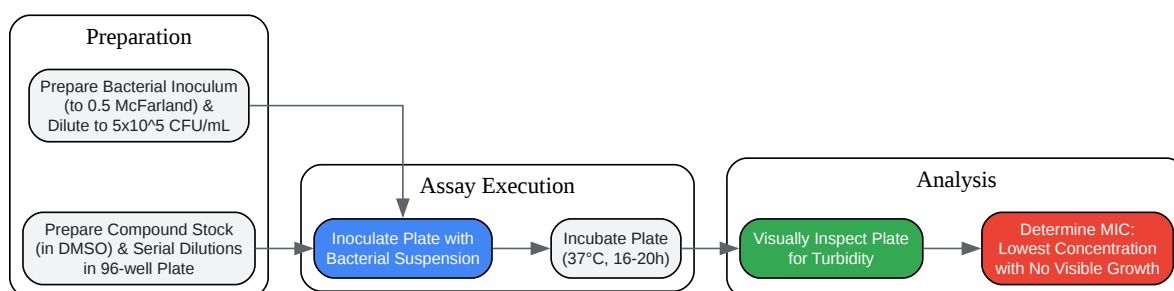 Preparation
Prepare Bacterial Inoculum
(to 0.5 McFarland) &
Dilute to 5x10^5 CFU/mL
Prepare Compound Stock
(in DMSO) & Serial Dilutions
in 96-well Plate
Assay Execution
Inoculate Plate with
Bacterial Suspension
Incubate Plate
(37°C, 16-20h)
Analysis
Visually Inspect Plate
for Turbidity
Determine MIC:
Lowest Concentration
with No Visible Growth